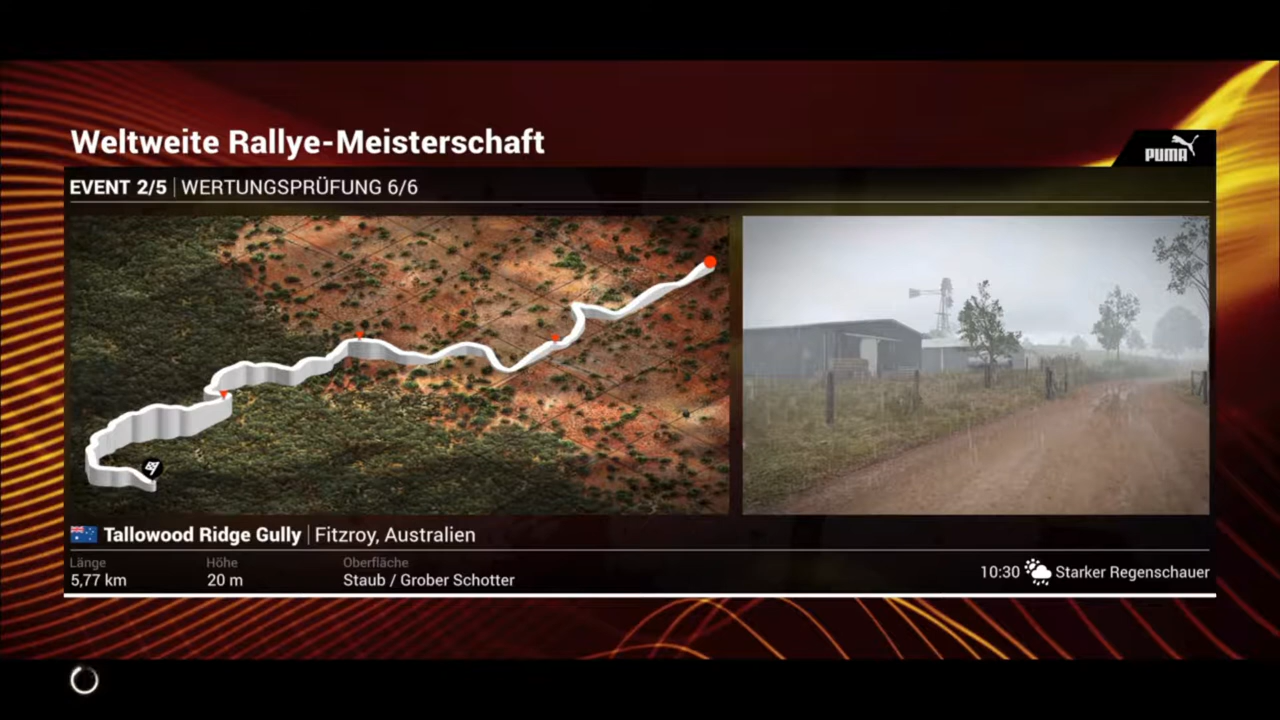 Weltweite Rallye-Meisterschaft
PUMA
EVENT 2/5 | WERTUNGSPRÜFUNG 6/6
Tallowood Ridge Gully | Fitzroy, Australien
Länge Höhe Oberfläche
5,77 km 20 m Staub / Grober Schotter
10:30 Starker Regenschauer